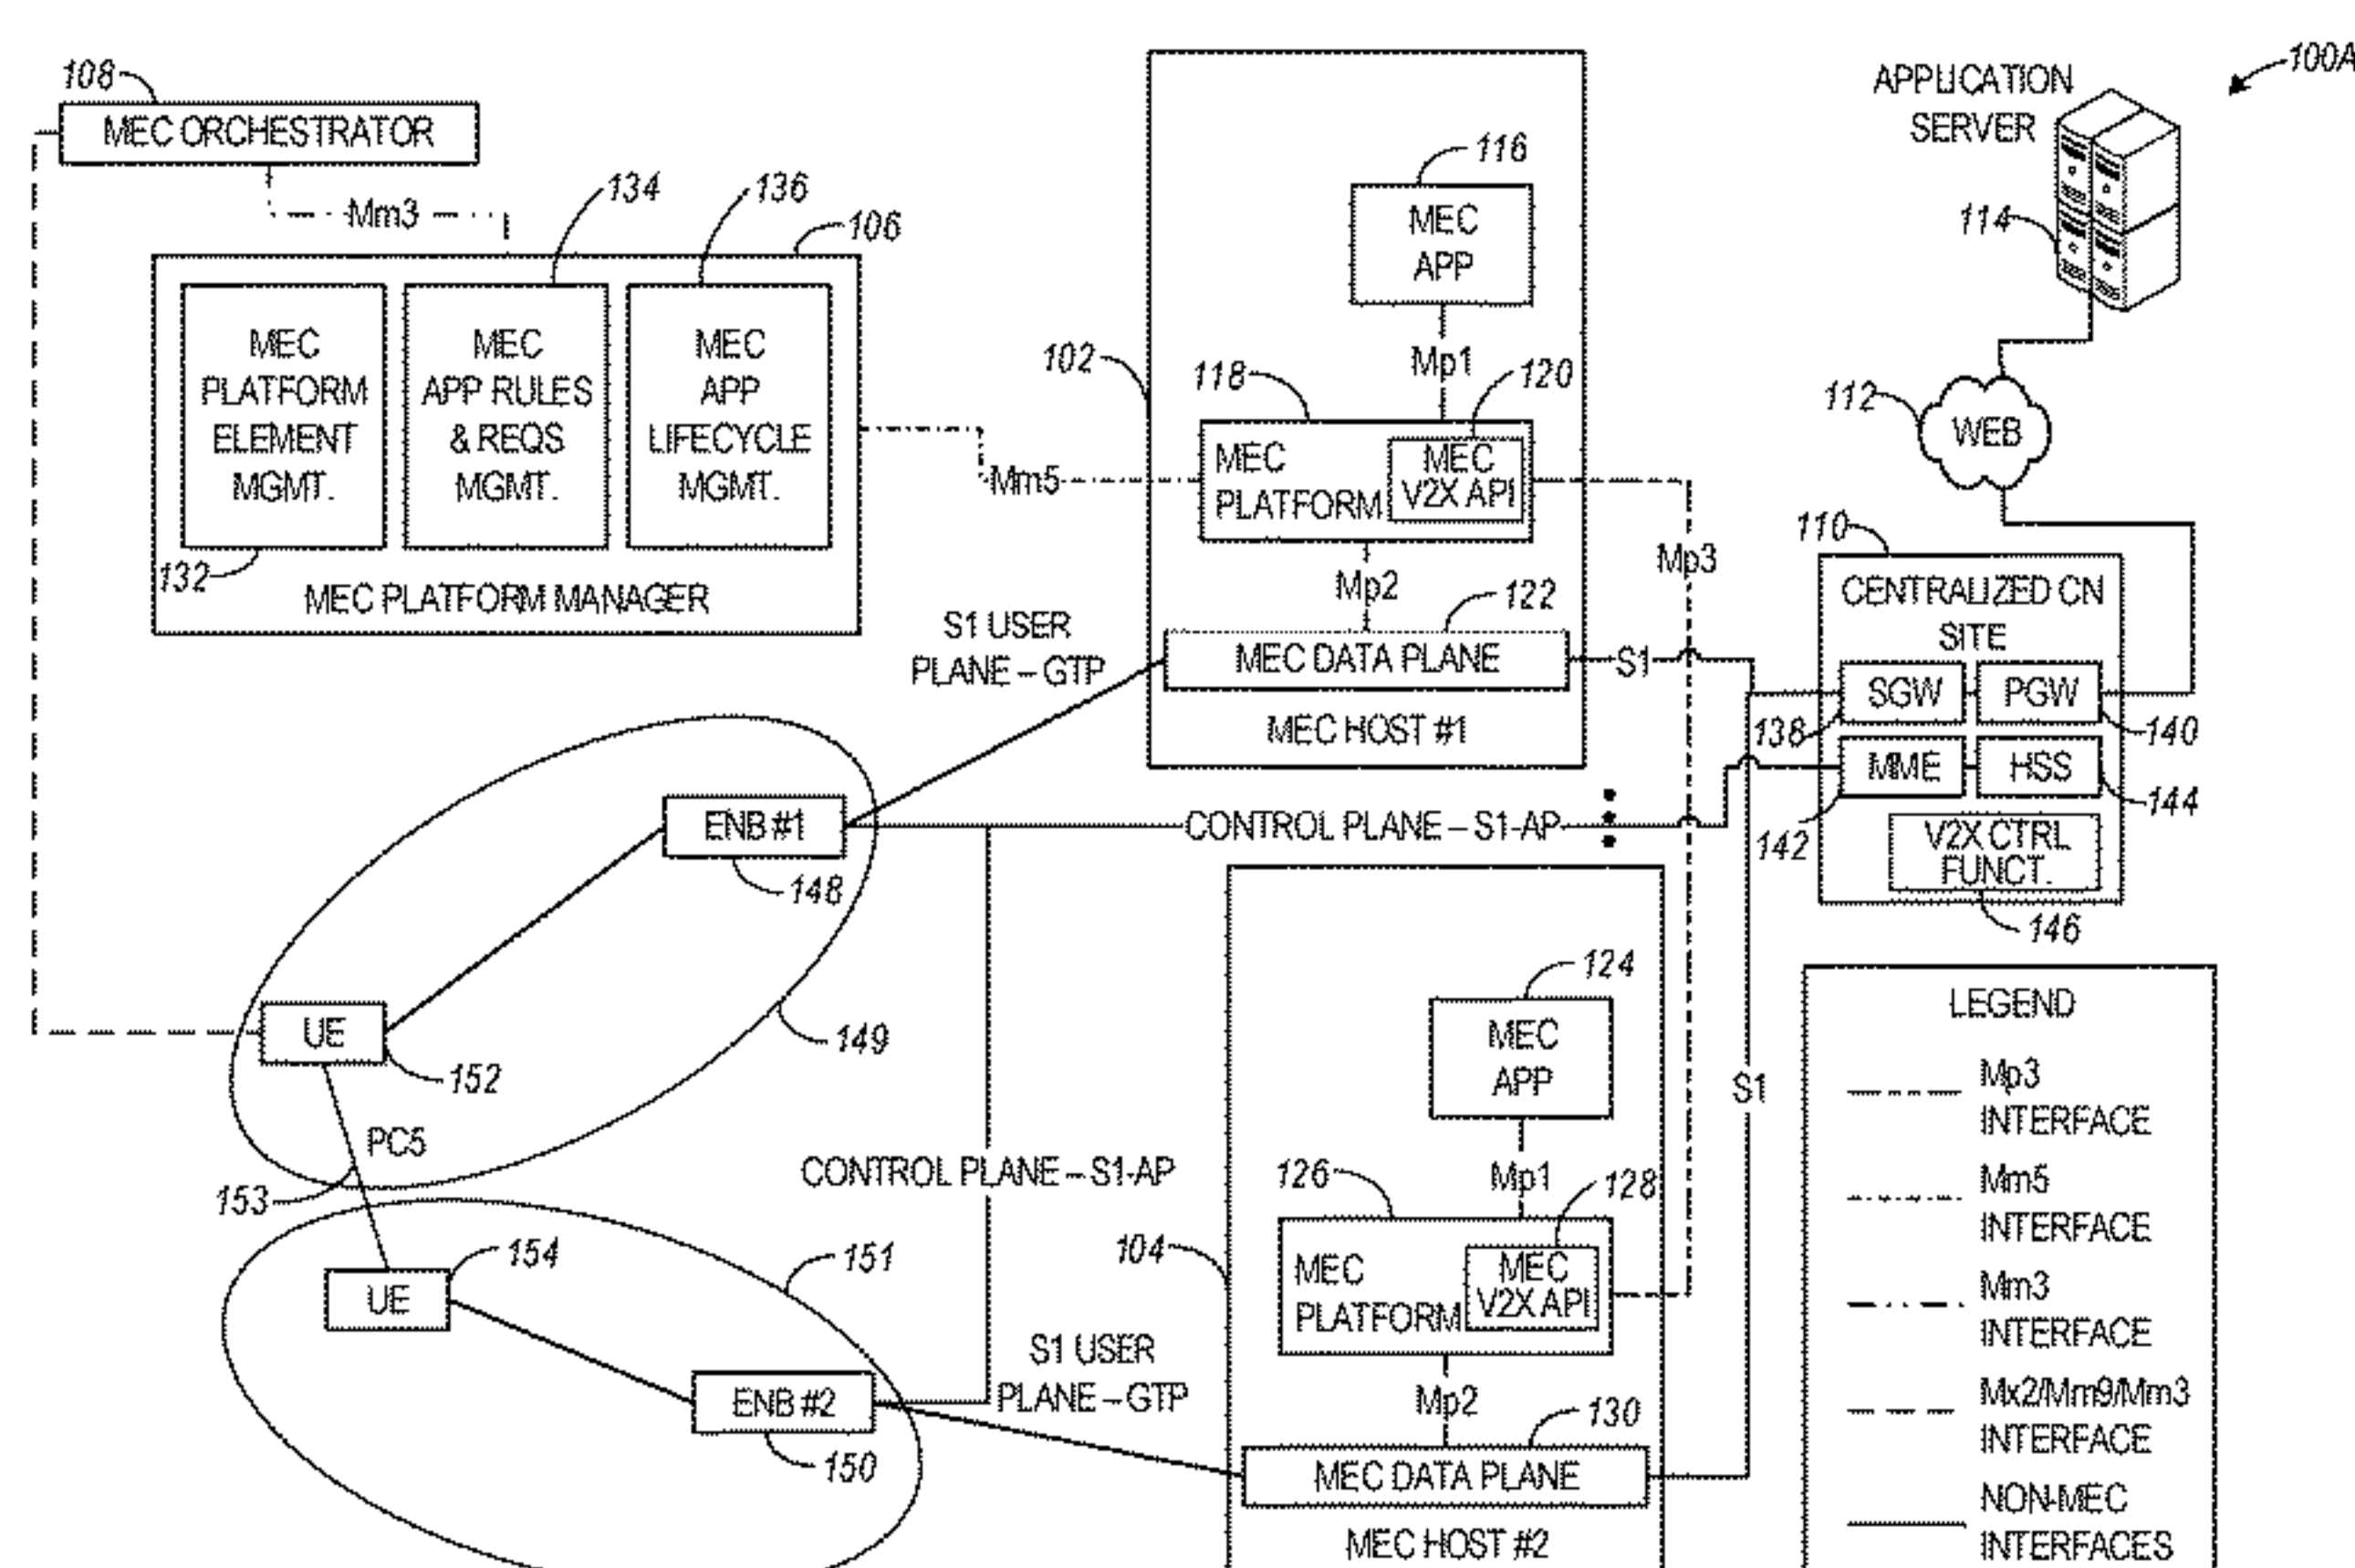 108
MEC ORCHESTRATOR
Mm3
134
136
106
MEC
PLATFORM
ELEMENT
MGMT.
MEC
APP RULES
& REQS
MGMT.
MEC
APP
LIFECYCLE
MGMT.
132
MEC PLATFORM MANAGER
Mm5
102
116
MEC
APP
Mp1
118
120
MEC
PLATFORM
MEC
V2X API
Mp2
122
MEC DATA PLANE
MEC HOST #1
Mp3
S1
APPLICATION
SERVER
100A
114
112
WEB
110
CENTRALIZED CN
SITE
SGW
PGW
138
140
MME
HSS
142
144
V2X CTRL
FUNCT.
146
S1 USER
PLANE – GTP
ENB #1
148
CONTROL PLANE – S1-AP
UE
152
149
PC5
153
CONTROL PLANE – S1-AP
UE
154
151
ENB #2
150
S1 USER
PLANE – GTP
104
124
MEC
APP
Mp1
126
128
MEC
PLATFORM
MEC
V2X API
Mp2
130
MEC DATA PLANE
MEC HOST #2
S1
LEGEND
Mp3
INTERFACE
Mm5
INTERFACE
Mm3
INTERFACE
Mx2/Mm9/Mm3
INTERFACE
NON-MEC
INTERFACES